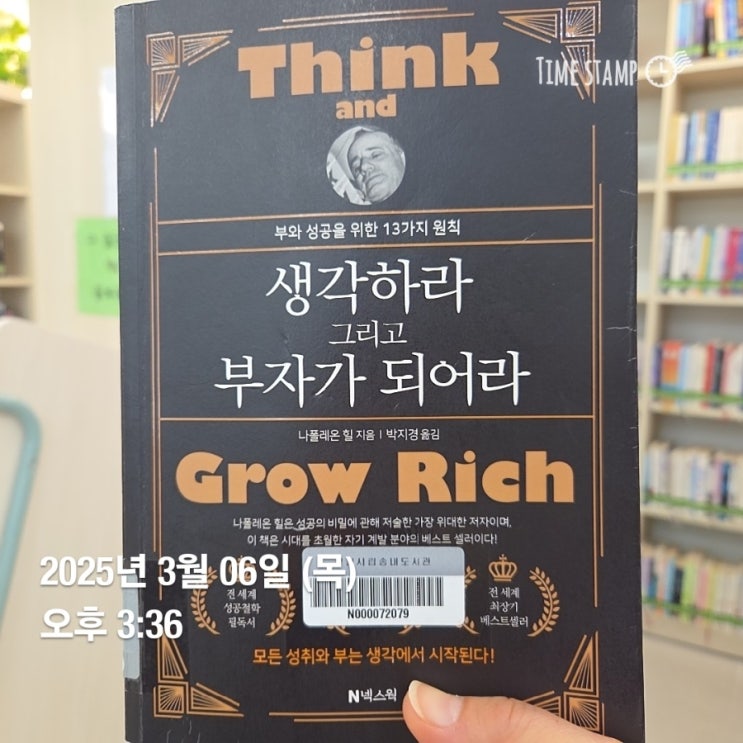 Think
and
TIME STAMP
부와 성공을 위한 13가지 원칙
생각하라
그리고
부자가 되어라
나폴레온 힐 지음 | 박지경 옮김
Grow Rich
나폴레온 힐은 성공의 비밀에 관해 저술한 가장 위대한 저자이며,
이 책은 시대를 초월한 자기 계발 분야의 베스트 셀러이다!
2025년 3월 06일 (목)
오후 3:36
시립송내도서관
N000072079
전 세계
성공철학
필독서
전 세계
최장기
베스트셀러
모든 성취와 부는 생각에서 시작된다!
N넥스웍